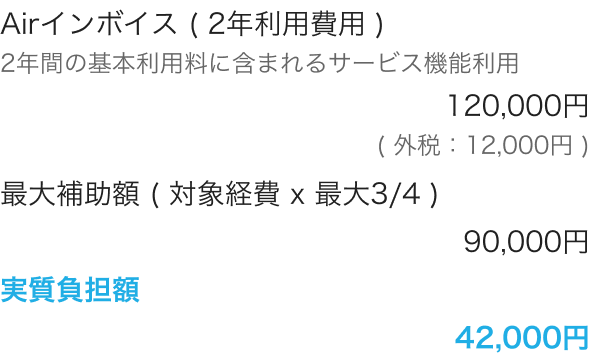 Airインボイス ( 2年利用費用 )
2年間の基本利用料に含まれるサービス機能利用
120,000円
( 外税：12,000円 )
最大補助額 ( 対象経費 x 最大3/4 )
90,000円
実質負担額
42,000円